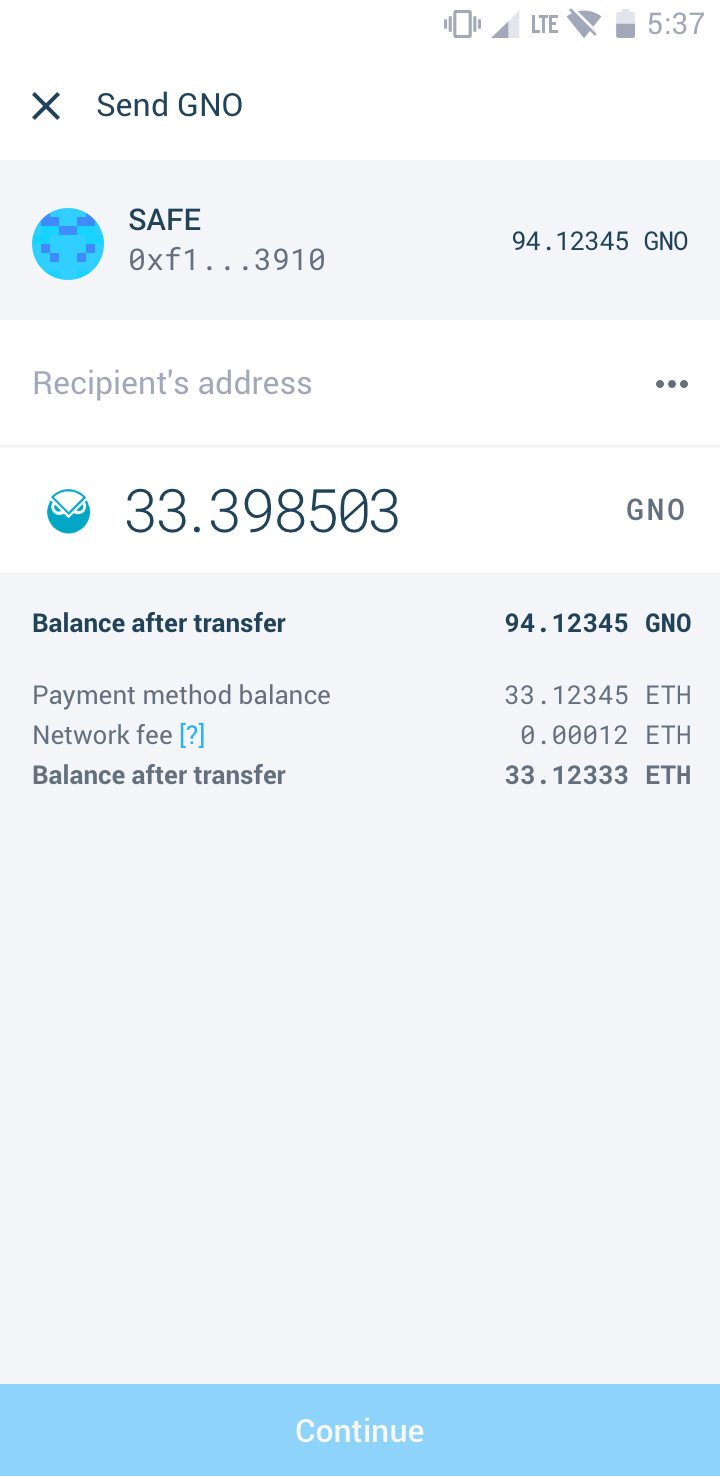 LTE 5:37
Send GNO
SAFE
0xf1...3910
94.12345 GNO
Recipient's address
33.398503 GNO
Balance after transfer 94.12345 GNO
Payment method balance 33.12345 ETH
Network fee [?] 0.00012 ETH
Balance after transfer 33.12333 ETH
Continue